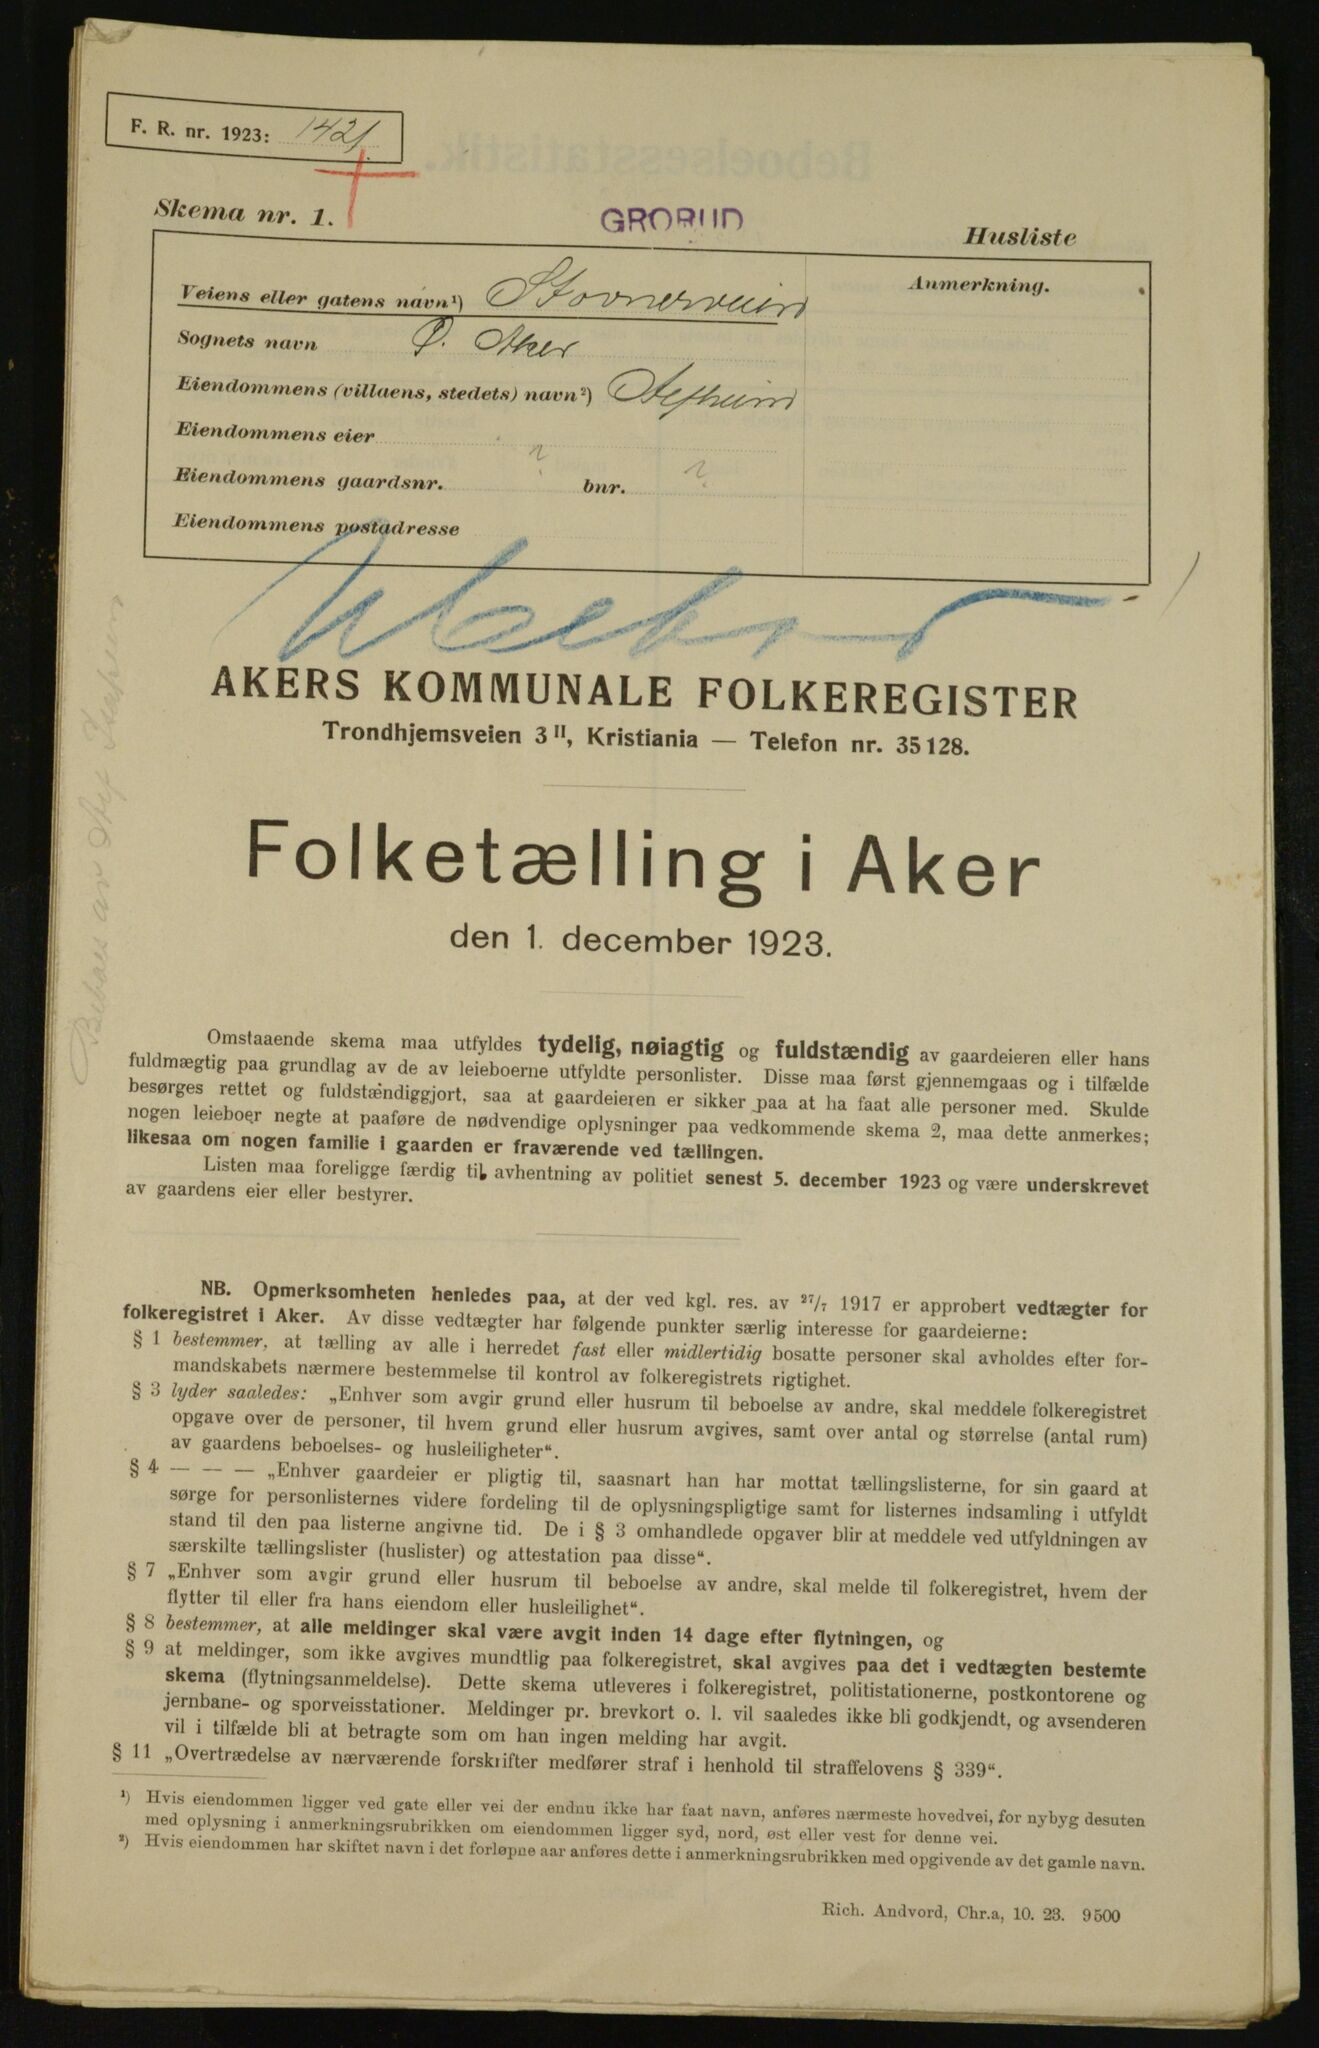 F. R. nr. 1923: 1421.
Skema nr. 1.
GRORUD
Husliste
Veiens eller gatens navn¹) Stovnerveien
Sognets navn Ø. Aker
Eiendommens (villaens, stedets) navn²)
Eiendommens eier
Eiendommens gaardsnr. ? bnr. ?
Eiendommens postadresse
Anmerkning.
AKERS KOMMUNALE FOLKEREGISTER
Trondhjemsveien 3 II, Kristiania — Telefon nr. 35128.
Folketælling i Aker
den 1. december 1923.
Beboes av
Omstaaende skema maa utfyldes tydelig, nøiagtig og fuldstændig av gaardeieren eller hans
fuldmægtig paa grundlag av de av leieboerne utfyldte personlister. Disse maa først gjennemgaas og i tilfælde
besørges rettet og fuldstændiggjort, saa at gaardeieren er sikker paa at ha faat alle personer med. Skulde
nogen leieboer negte at paaføre de nødvendige oplysninger paa vedkommende skema 2, maa dette anmerkes;
likesaa om nogen familie i gaarden er fraværende ved tællingen.
Listen maa foreligge færdig til avhentning av politiet senest 5. december 1923 og være underskrevet
av gaardens eier eller bestyrer.
NB. Opmerksomheten henledes paa, at der ved kgl. res. av 27/7 1917 er approbert vedtægter for
folkeregistret i Aker. Av disse vedtægter har følgende punkter særlig interesse for gaardeierne:
§ 1 bestemmer, at tælling av alle i herredet fast eller midlertidig bosatte personer skal avholdes efter for-
mandskabets nærmere bestemmelse til kontrol av folkeregistrets rigtighet.
§ 3 lyder saaledes: „Enhver som avgir grund eller husrum til beboelse av andre, skal meddele folkeregistret
opgave over de personer, til hvem grund eller husrum avgives, samt over antal og størrelse (antal rum)
av gaardens beboelses- og husleiligheter“.
§ 4 — — — „Enhver gaardeier er pligtig til, saasnart han har mottat tællingslisterne, for sin gaard at
sørge for personlisternes videre fordeling til de oplysningspligtige samt for listernes indsamling i utfyldt
stand til den paa listerne angivne tid. De i § 3 omhandlede opgaver blir at meddele ved utfyldningen av
særskilte tællingslister (huslister) og attestation paa disse“.
§ 7 „Enhver som avgir grund eller husrum til beboelse av andre, skal melde til folkeregistret, hvem der
flytter til eller fra hans eiendom eller husleilighet“.
§ 8 bestemmer, at alle meldinger skal være avgit inden 14 dage efter flytningen, og
§ 9 at meldinger, som ikke avgives mundtlig paa folkeregistret, skal avgives paa det i vedtægten bestemte
skema (flytningsanmeldelse). Dette skema utleveres i folkeregistret, politistationerne, postkontorene og
jernbane- og sporveisstationer. Meldinger pr. brevkort o. l. vil saaledes ikke bli godkjendt, og avsenderen
vil i tilfælde bli at betragte som om han ingen melding har avgit.
§ 11 „Overtrædelse av nærværende forskrifter medfører straf i henhold til straffelovens § 339“.
¹) Hvis eiendommen ligger ved gate eller vei der endnu ikke har faat navn, anføres nærmeste hovedvei, for nybyg desuten
med oplysning i anmerkningsrubrikken om eiendommen ligger syd, nord, øst eller vest for denne vei.
²) Hvis eiendommen har skiftet navn i det forløpne aar anføres dette i anmerkningsrubrikken med opgivende av det gamle navn.
Rich. Andvord, Chr.a, 10. 23. 9500